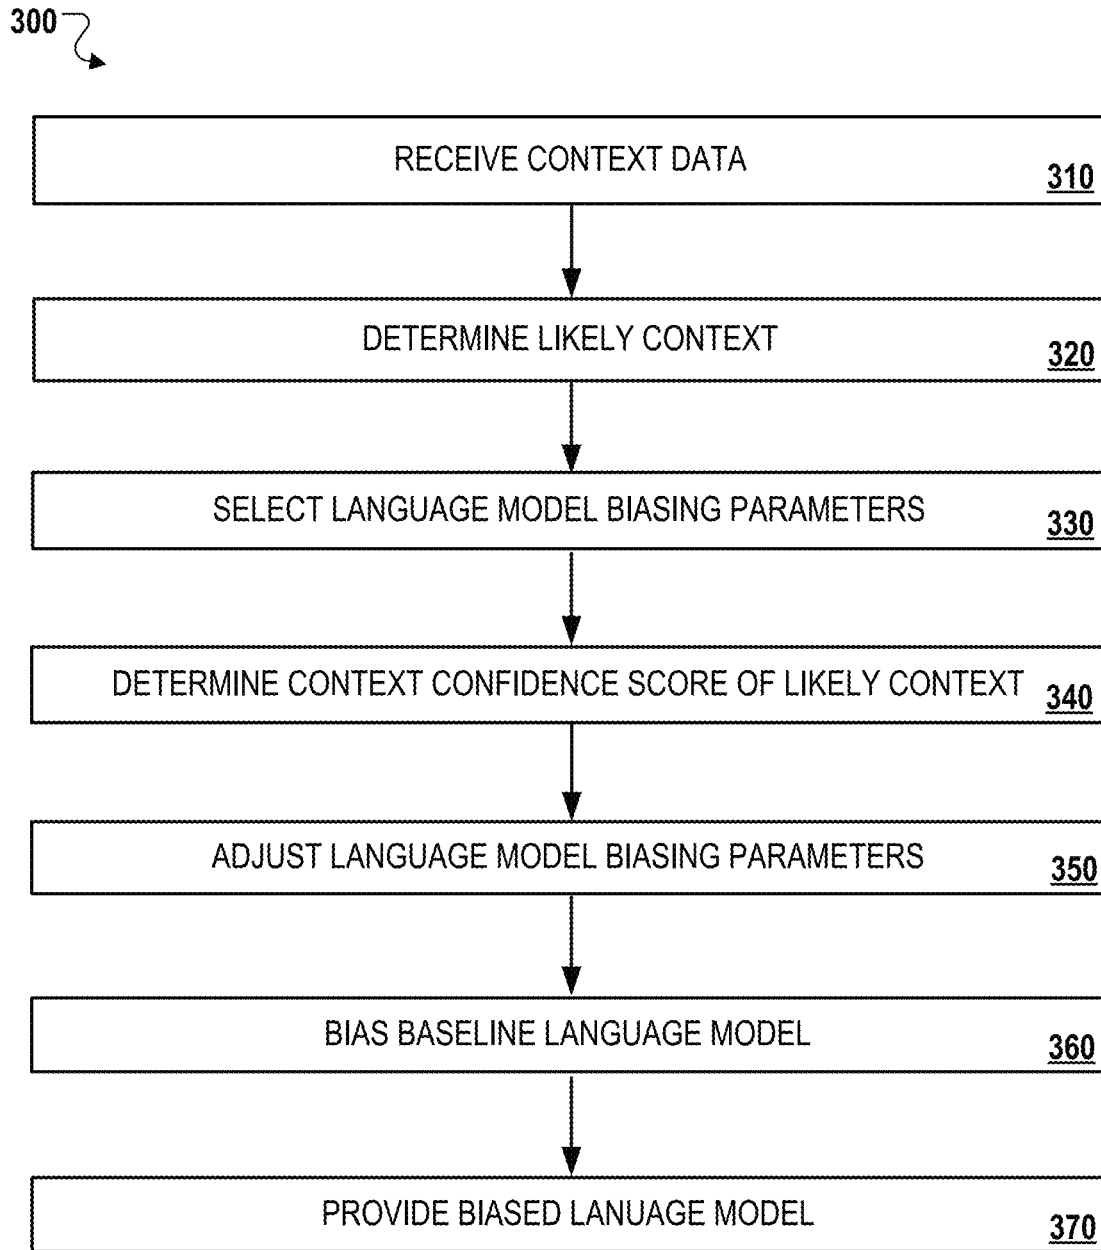 300
RECEIVE CONTEXT DATA
310
DETERMINE LIKELY CONTEXT
320
SELECT LANGUAGE MODEL BIASING PARAMETERS
330
DETERMINE CONTEXT CONFIDENCE SCORE OF LIKELY CONTEXT
340
ADJUST LANGUAGE MODEL BIASING PARAMETERS
350
BIAS BASELINE LANGUAGE MODEL
360
PROVIDE BIASED LANUAGE MODEL
370